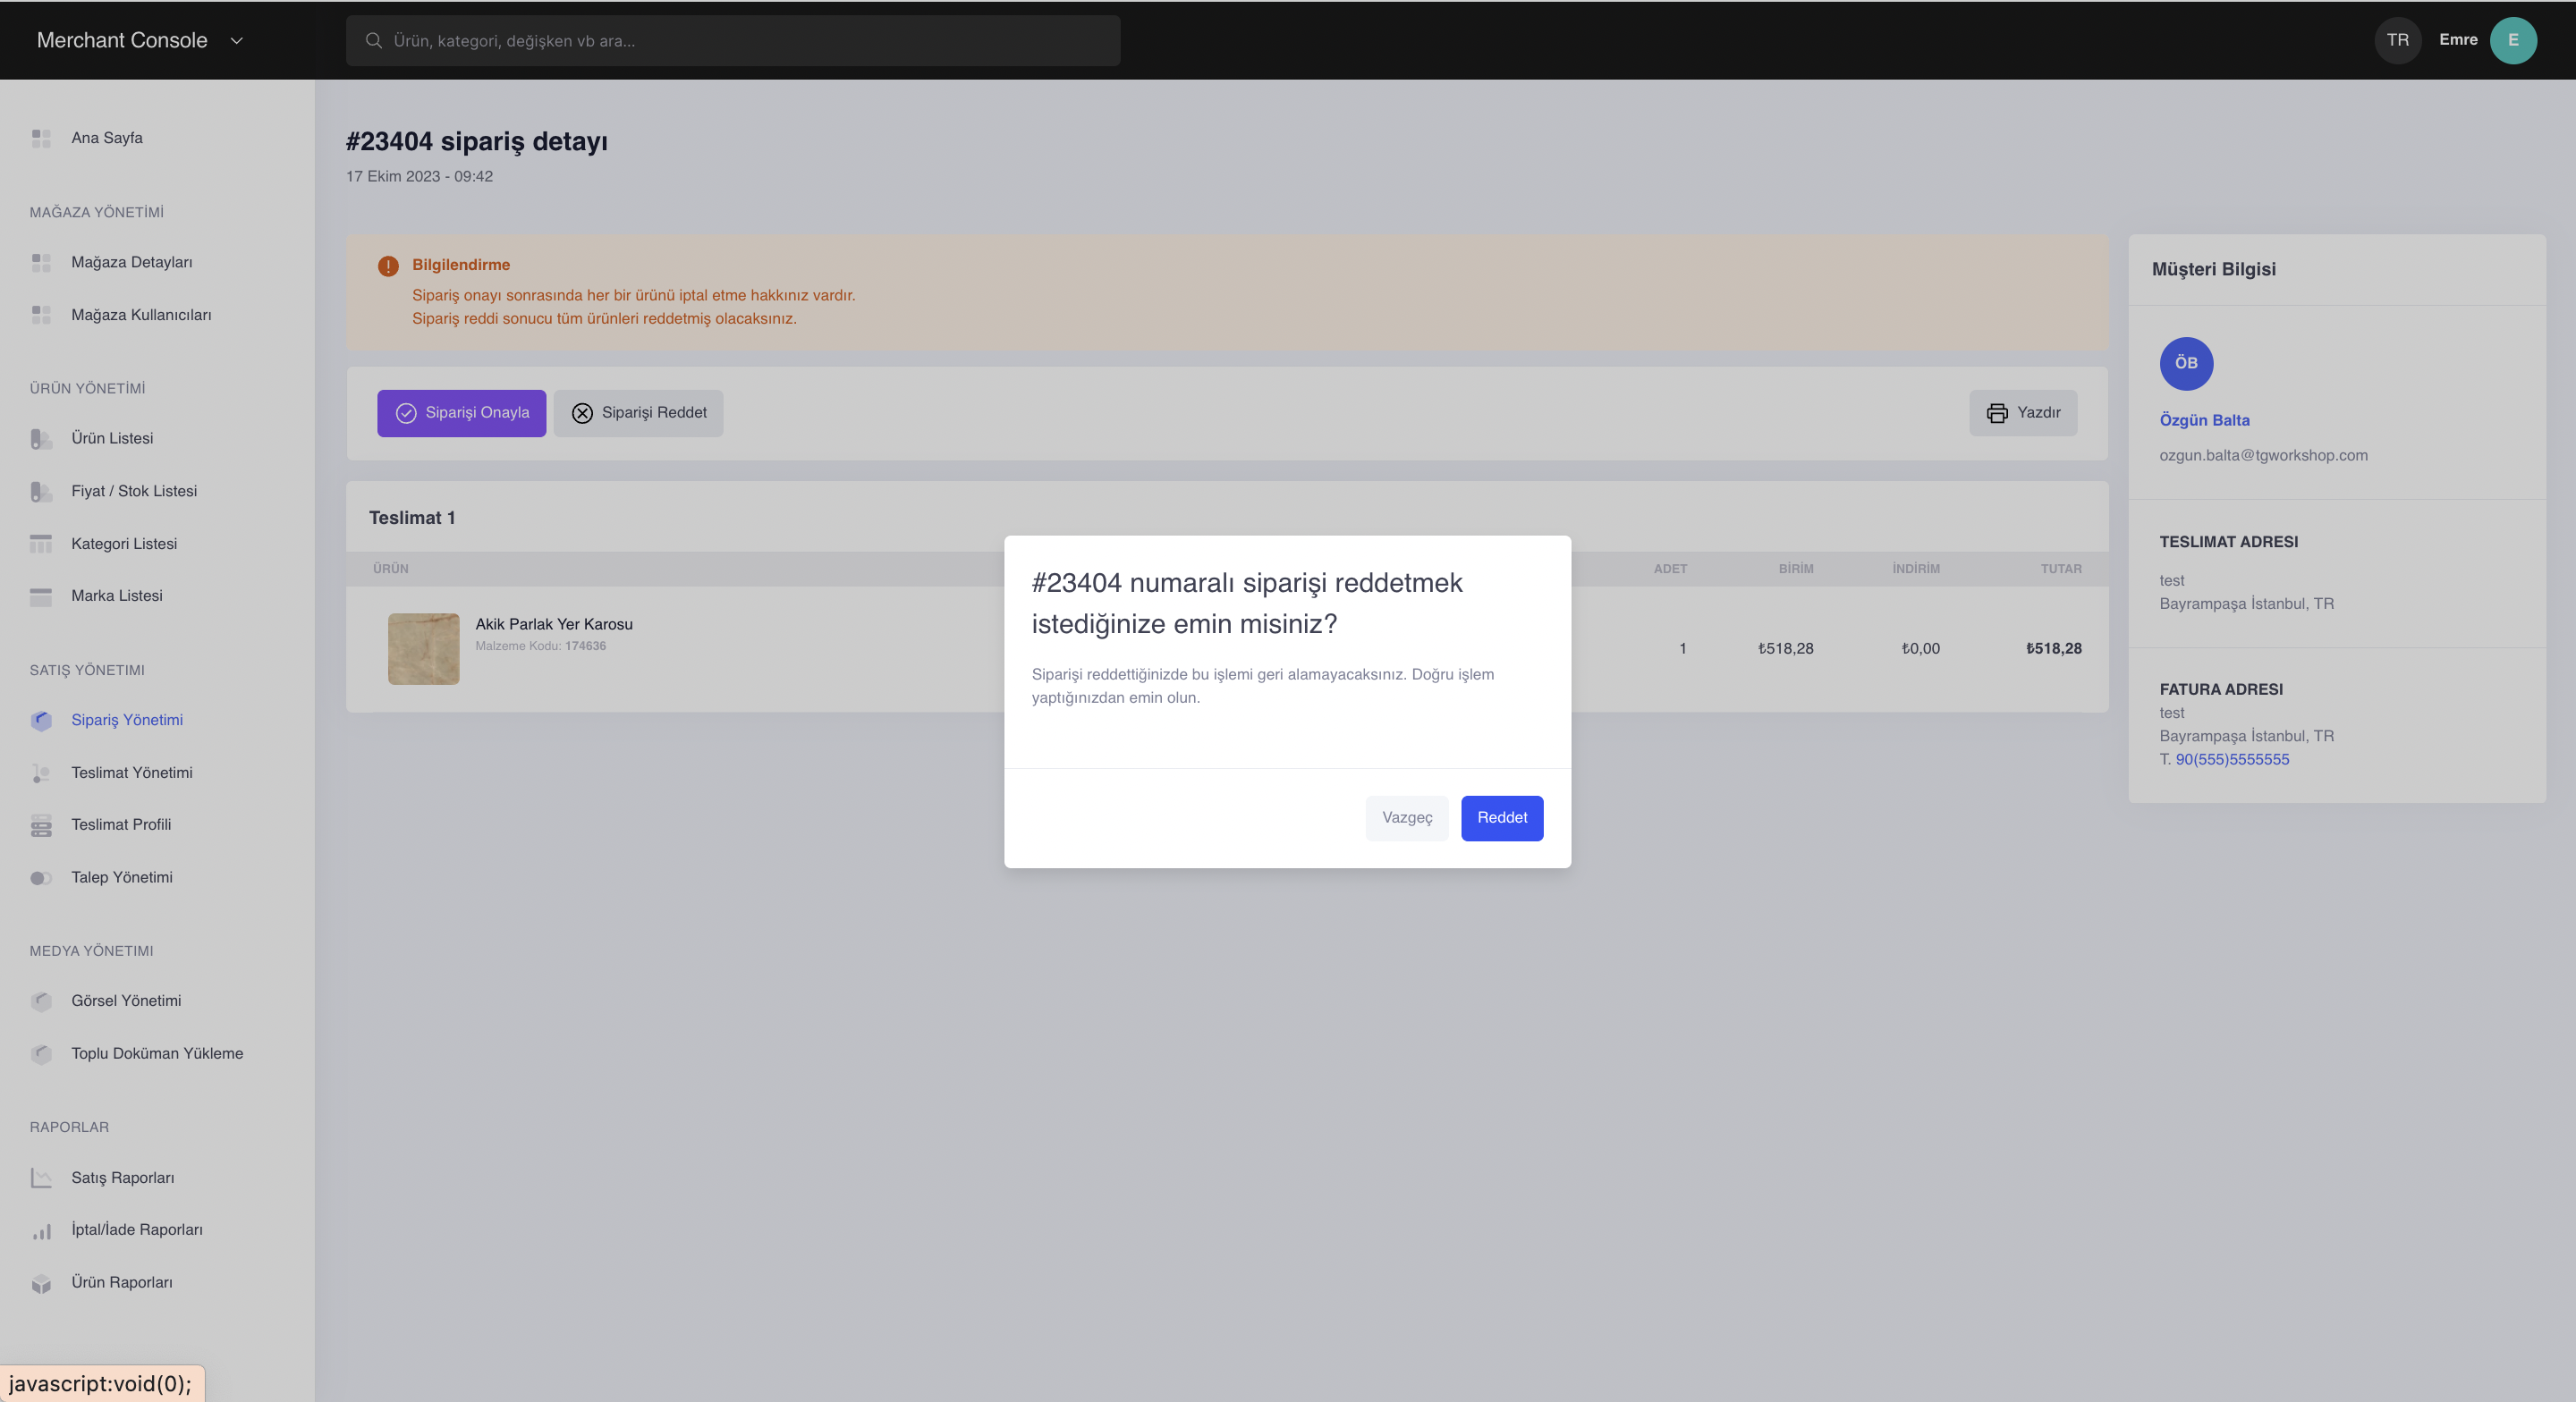 Merchant Console
Ürün, kategori, değişken vb ara...
TR
Emre
E
Ana Sayfa
MAĞAZA YÖNETİMİ
Mağaza Detayları
Mağaza Kullanıcıları
ÜRÜN YÖNETİMİ
Ürün Listesi
Fiyat / Stok Listesi
Kategori Listesi
Marka Listesi
SATIŞ YÖNETIMI
Sipariş Yönetimi
Teslimat Yönetimi
Teslimat Profili
Talep Yönetimi
MEDYA YÖNETIMI
Görsel Yönetimi
Toplu Doküman Yükleme
RAPORLAR
Satış Raporları
İptal/İade Raporları
Ürün Raporları
javascript:void(0);
#23404 sipariş detayı
17 Ekim 2023 - 09:42
Bilgilendirme
Sipariş onayı sonrasında her bir ürünü iptal etme hakkınız vardır.
Sipariş reddi sonucu tüm ürünleri reddetmiş olacaksınız.
Siparişi Onayla
Siparişi Reddet
Yazdır
Teslimat 1
ÜRÜN
ADET
BİRİM
İNDİRİM
TUTAR
Akik Parlak Yer Karosu
Malzeme Kodu: 174636
1
₺518,28
₺0,00
₺518,28
#23404 numaralı siparişi reddetmek
istediğinize emin misiniz?
Siparişi reddettiğinizde bu işlemi geri alamayacaksınız. Doğru işlem
yaptığınızdan emin olun.
Vazgeç
Reddet
Müşteri Bilgisi
ÖB
Özgün Balta
ozgun.balta@tgworkshop.com
TESLIMAT ADRESI
test
Bayrampaşa İstanbul, TR
FATURA ADRESI
test
Bayrampaşa İstanbul, TR
T. 90(555)5555555